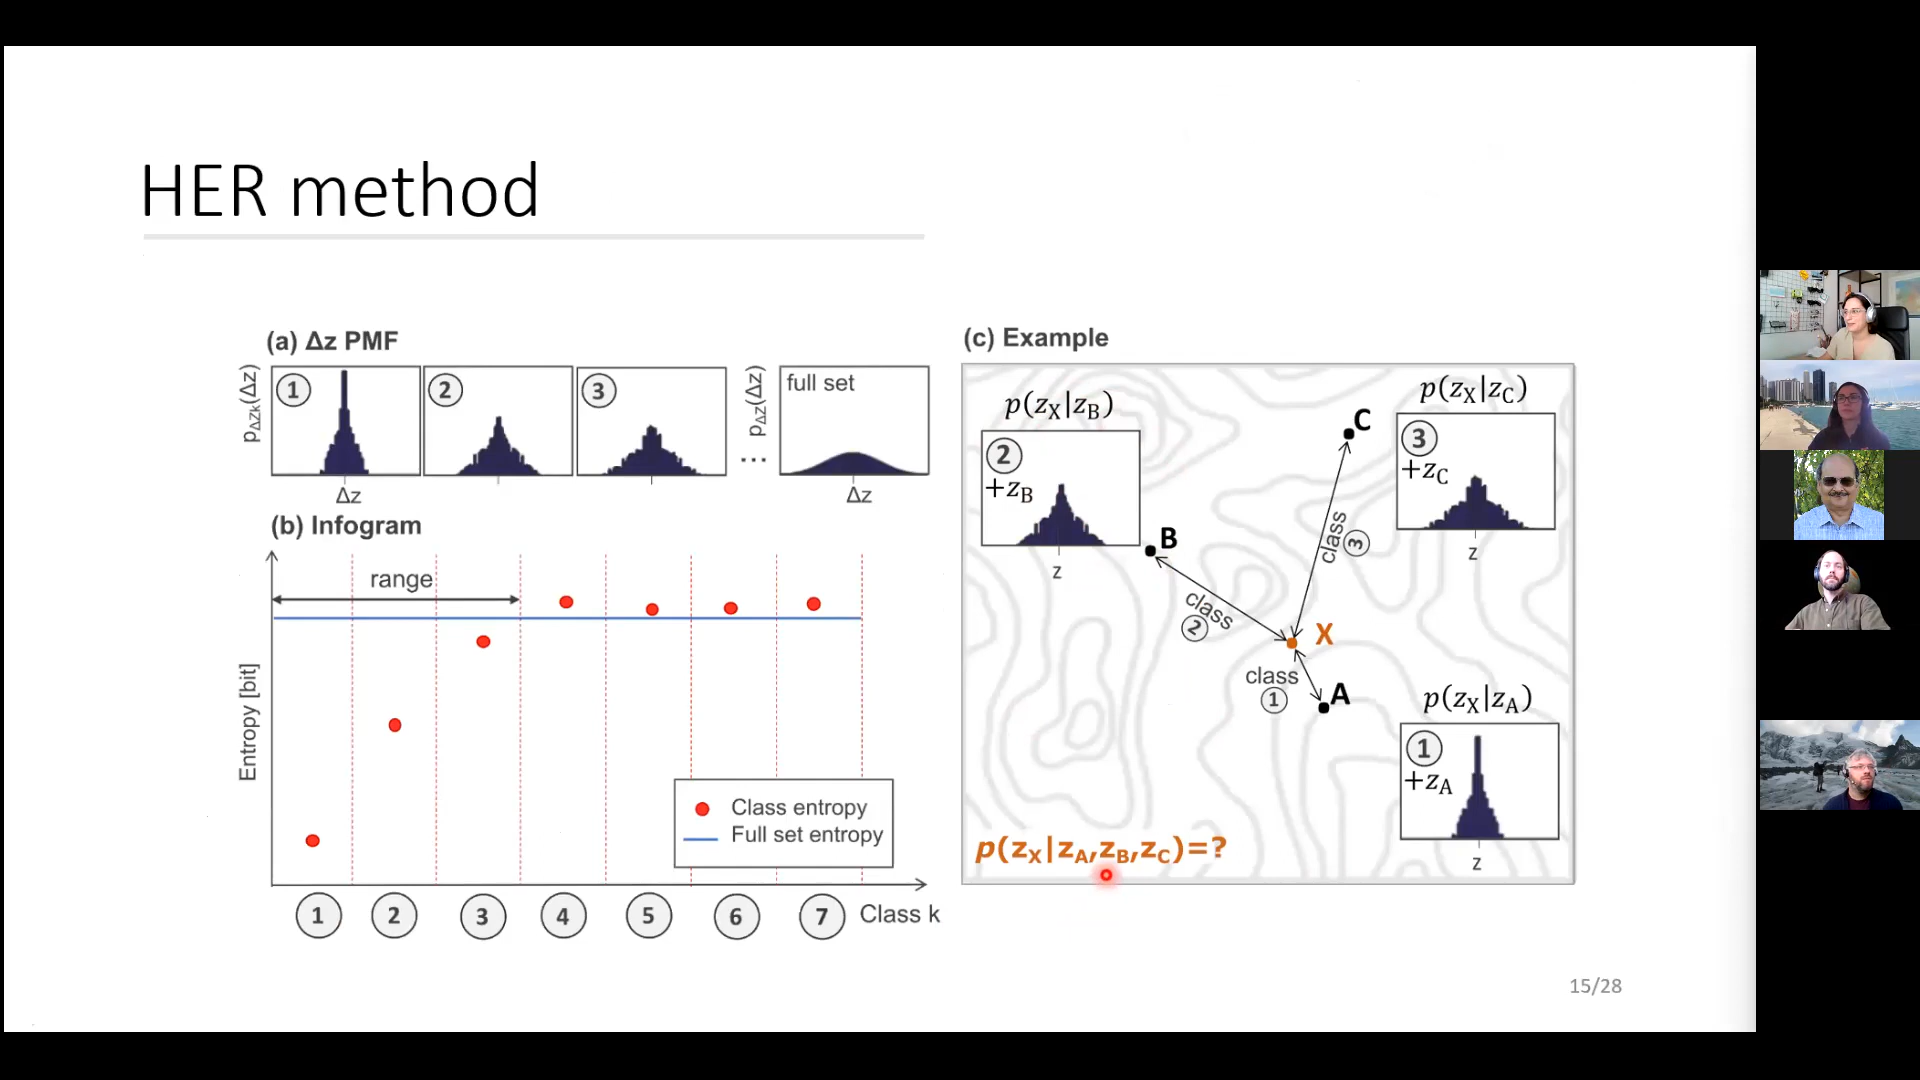 HER method
(a) Δz PMF
p_ΔZk(Δz)
1
2
3
...
p_ΔZ(Δz)
full set
Δz
Δz
(b) Infogram
range
Entropy [bit]
Class entropy
Full set entropy
1
2
3
4
5
6
7
Class k
(c) Example
p(z_X|z_B)
2
+z_B
z
B
class
2
C
class
3
p(z_X|z_C)
3
+z_C
z
X
class
1
A
p(z_X|z_A)
1
+z_A
z
p(z_X|z_A,z_B,z_C)=?
15/28